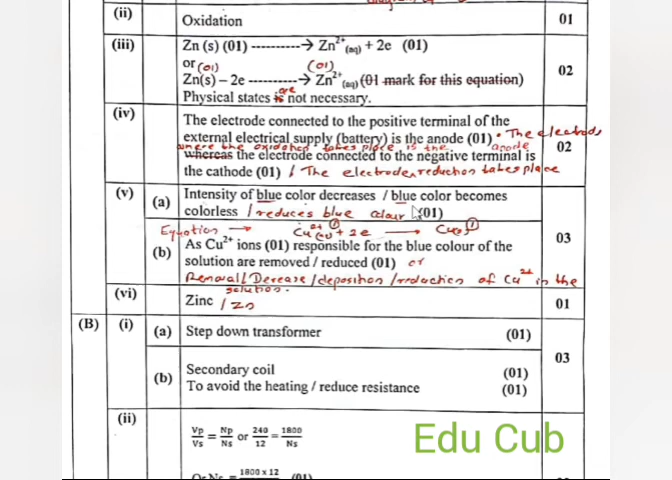 (ii) Oxidation 01
(iii) Zn (s) (01) ----------→ Zn²⁺(aq) + 2e (01)
or (01) (01)
Zn(s) – 2e ----------→ Zn²⁺(aq) (01 mark for this equation) 02
Physical states is are not necessary.
(iv) The electrode connected to the positive terminal of the
external electrical supply (battery) is the anode (01) . The electrode
where the oxidation takes place is the anode
whereas the electrode connected to the negative terminal is 02
the cathode (01) / The electrode reduction takes place
(v) (a) Intensity of blue color decreases / blue color becomes
colorless / reduces blue colour (01)
Equation → Cu²⁺ + 2e → Cu(s) (1)
(b) As Cu²⁺ ions (01) responsible for the blue colour of the 03
solution are removed / reduced (01) or
Removal / Decrease / deposition / reduction of Cu²⁺ in the
solution.
(vi) Zinc / Zn 01
(B) (i) (a) Step down transformer (01)
03
(b) Secondary coil (01)
To avoid the heating / reduce resistance (01)
(ii) Vp/Vs = Np/Ns or 240/12 = 1800/Ns
Edu Cub
Or Ns = 1800 x 12 (01)